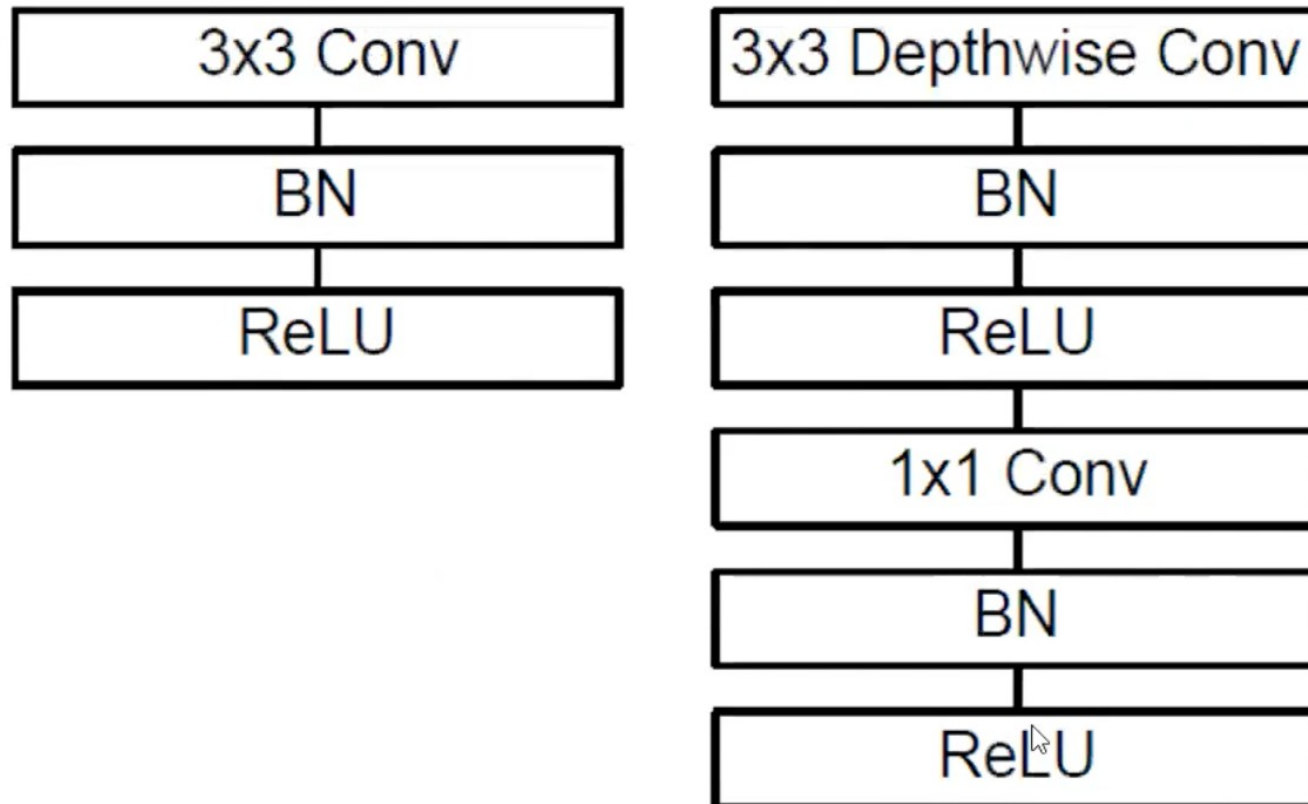 3x3 Conv
BN
ReLU
3x3 Depthwise Conv
BN
ReLU
1x1 Conv
BN
ReLU